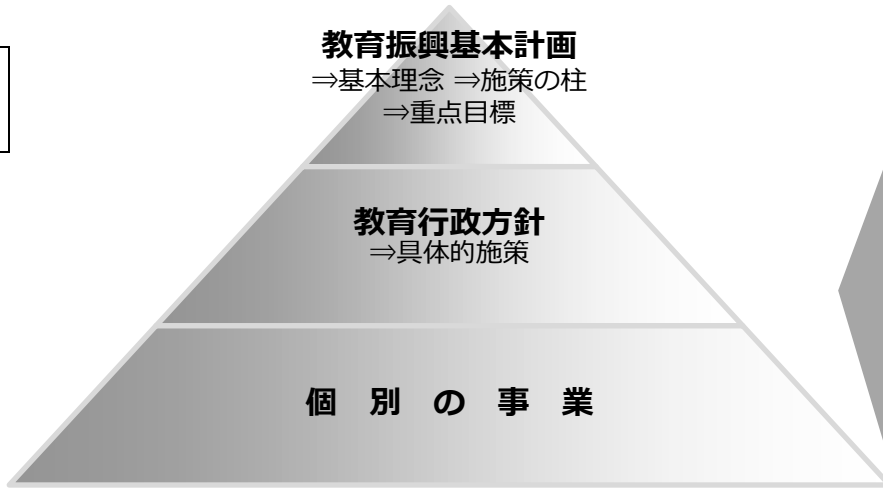 教育振興基本計画
⇒基本理念 ⇒施策の柱
⇒重点目標
教育行政方針
⇒具体的施策
個 別 の 事 業